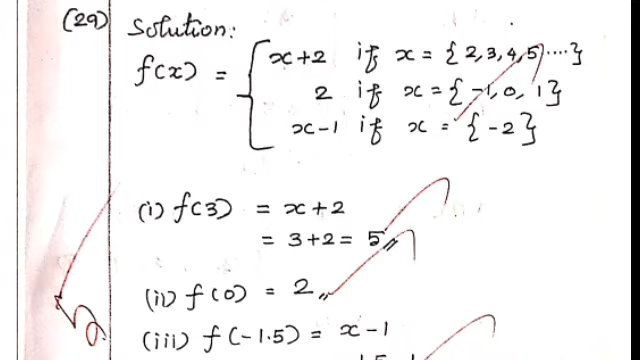 (29) Solution:
f(x) = { x+2 if x = {2,3,4,5....}
2 if x = {-1,0,1}
x-1 if x = {-2}
(i) f(3) = x+2
= 3+2 = 5
(ii) f(0) = 2
(iii) f(-1.5) = x-1